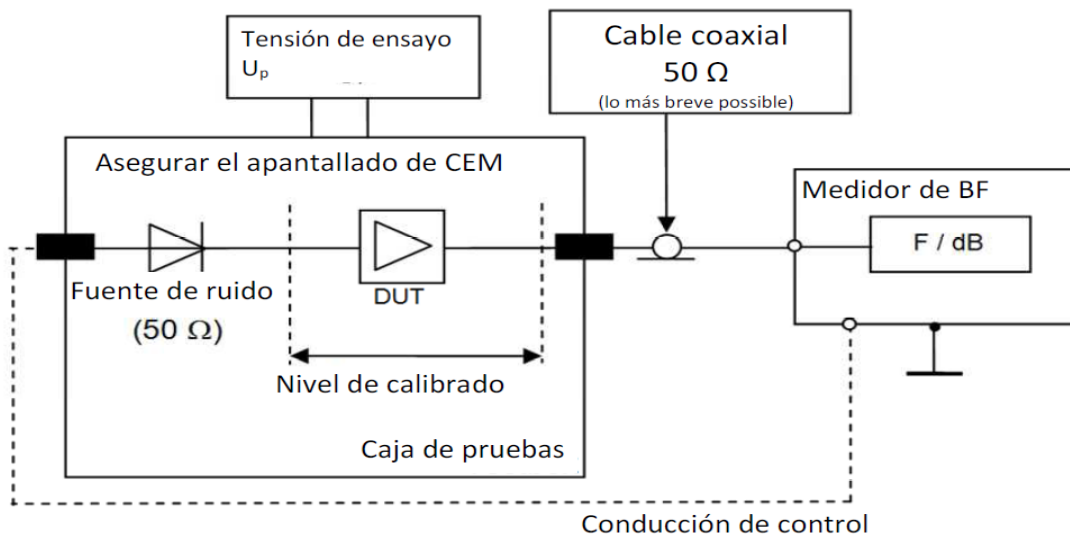 Tensión de ensayo
Uₚ
Cable coaxial
50 Ω
(lo más breve possible)
Asegurar el apantallado de CEM
Medidor de BF
F / dB
Fuente de ruido
(50 Ω)
DUT
Nivel de calibrado
Caja de pruebas
Conducción de control